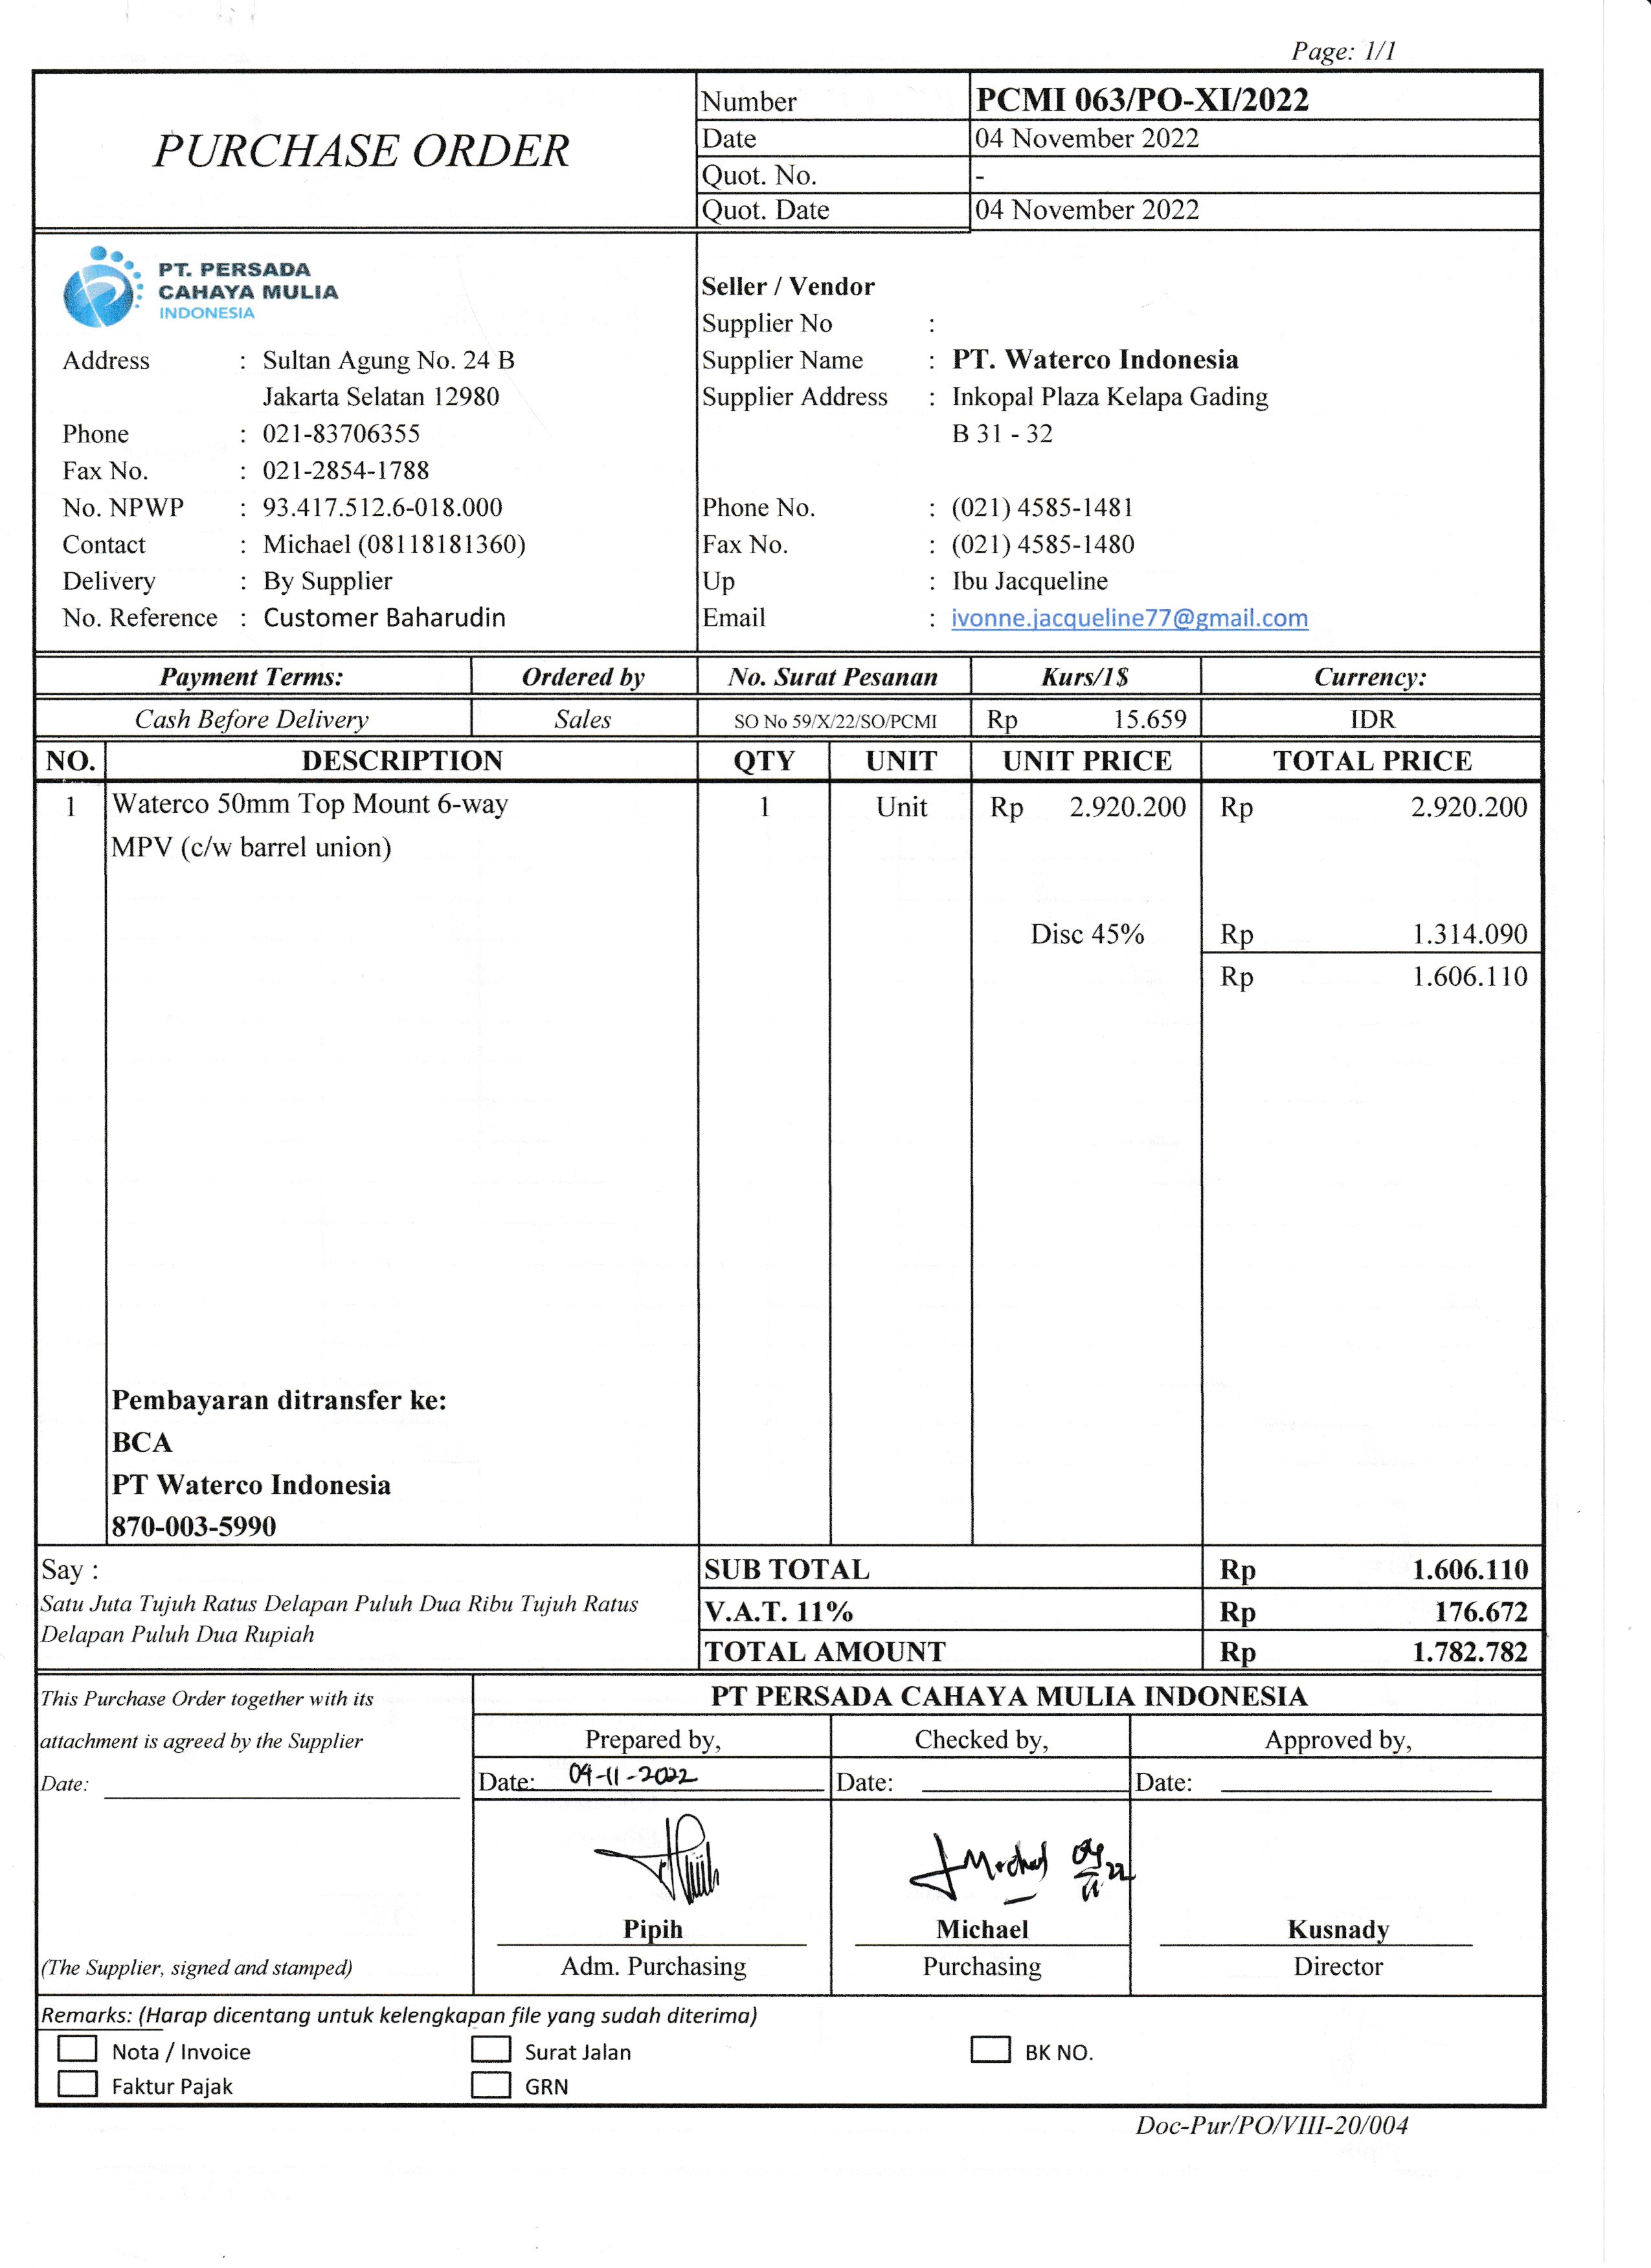 Page: 1/1
PURCHASE ORDER
Number PCMI 063/PO-XI/2022
Date 04 November 2022
Quot. No. -
Quot. Date 04 November 2022
PT. PERSADA
CAHAYA MULIA
INDONESIA
Address : Sultan Agung No. 24 B
Jakarta Selatan 12980
Phone : 021-83706355
Fax No. : 021-2854-1788
No. NPWP : 93.417.512.6-018.000
Contact : Michael (08118181360)
Delivery : By Supplier
No. Reference : Customer Baharudin
Seller / Vendor
Supplier No :
Supplier Name : PT. Waterco Indonesia
Supplier Address : Inkopal Plaza Kelapa Gading
B 31 - 32
Phone No. : (021) 4585-1481
Fax No. : (021) 4585-1480
Up : Ibu Jacqueline
Email : ivonne.jacqueline77@gmail.com
Payment Terms: Ordered by No. Surat Pesanan Kurs/1$ Currency:
Cash Before Delivery Sales SO No 59/X/22/SO/PCMI Rp 15.659 IDR
NO. DESCRIPTION QTY UNIT UNIT PRICE TOTAL PRICE
1 Waterco 50mm Top Mount 6-way 1 Unit Rp 2.920.200 Rp 2.920.200
MPV (c/w barrel union)
Disc 45% Rp 1.314.090
Rp 1.606.110
Pembayaran ditransfer ke:
BCA
PT Waterco Indonesia
870-003-5990
Say :
Satu Juta Tujuh Ratus Delapan Puluh Dua Ribu Tujuh Ratus
Delapan Puluh Dua Rupiah
SUB TOTAL Rp 1.606.110
V.A.T. 11% Rp 176.672
TOTAL AMOUNT Rp 1.782.782
This Purchase Order together with its
attachment is agreed by the Supplier
Date:
(The Supplier, signed and stamped)
PT PERSADA CAHAYA MULIA INDONESIA
Prepared by, Checked by, Approved by,
Date: 04-11-2022 Date: Date:
Michael 04/11 22
Pipih Michael Kusnady
Adm. Purchasing Purchasing Director
Remarks: (Harap dicentang untuk kelengkapan file yang sudah diterima)
Nota / Invoice Surat Jalan BK NO.
Faktur Pajak GRN
Doc-Pur/PO/VIII-20/004